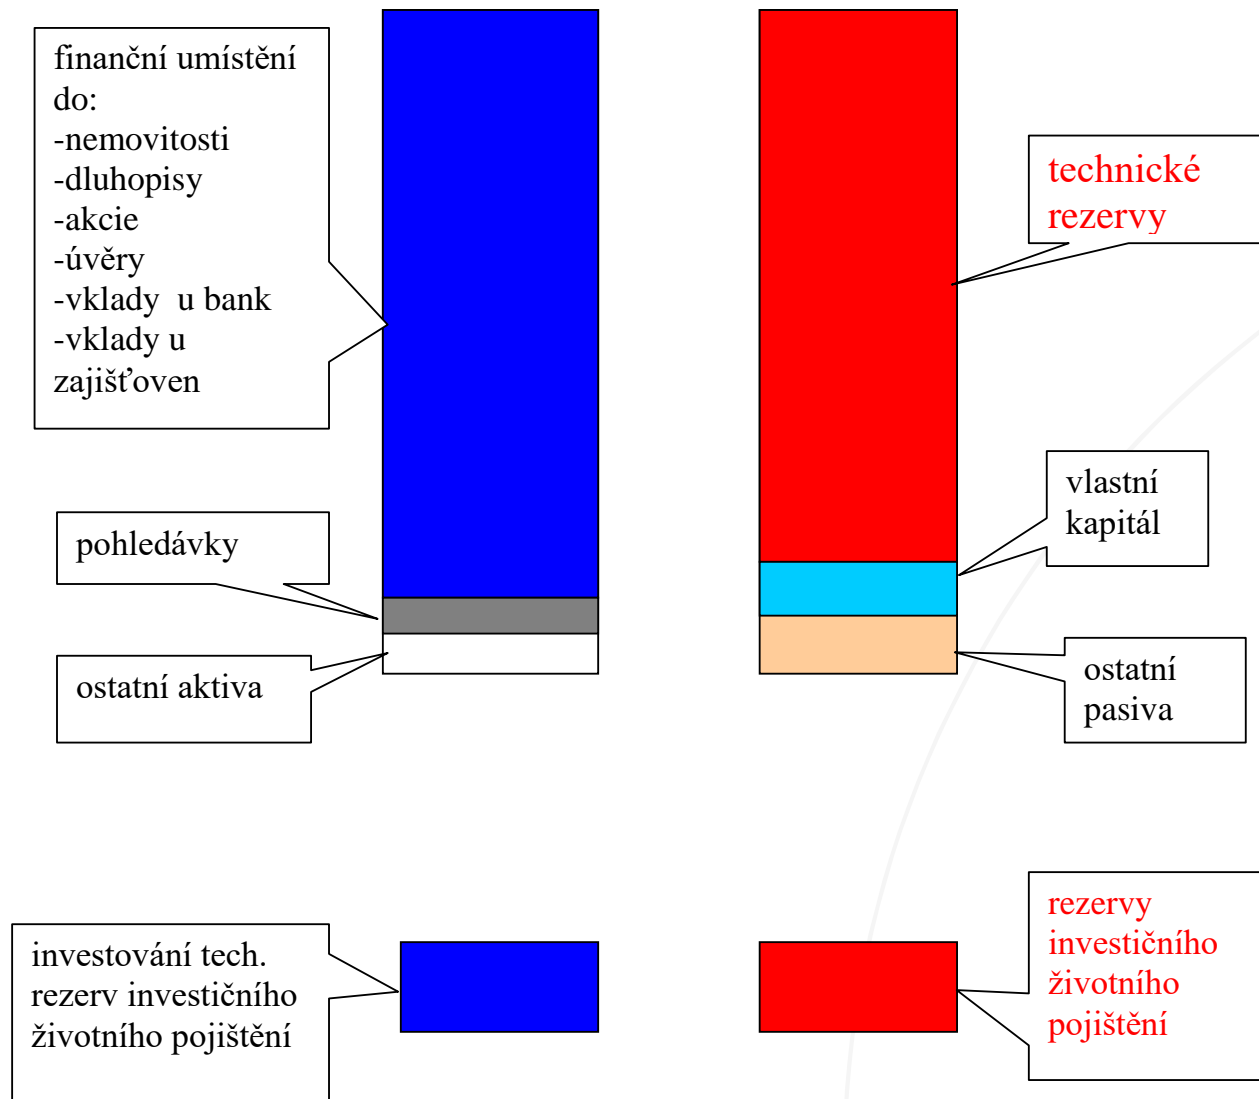 finanční umístění
do:
-nemovitosti
-dluhopisy
-akcie
-úvěry
-vklady  u bank
-vklady u
zajišťoven
pohledávky
ostatní aktiva
technické
rezervy
vlastní
kapitál
ostatní
pasiva
investování tech.
rezerv investičního
životního pojištění
rezervy
investičního
životního
pojištění